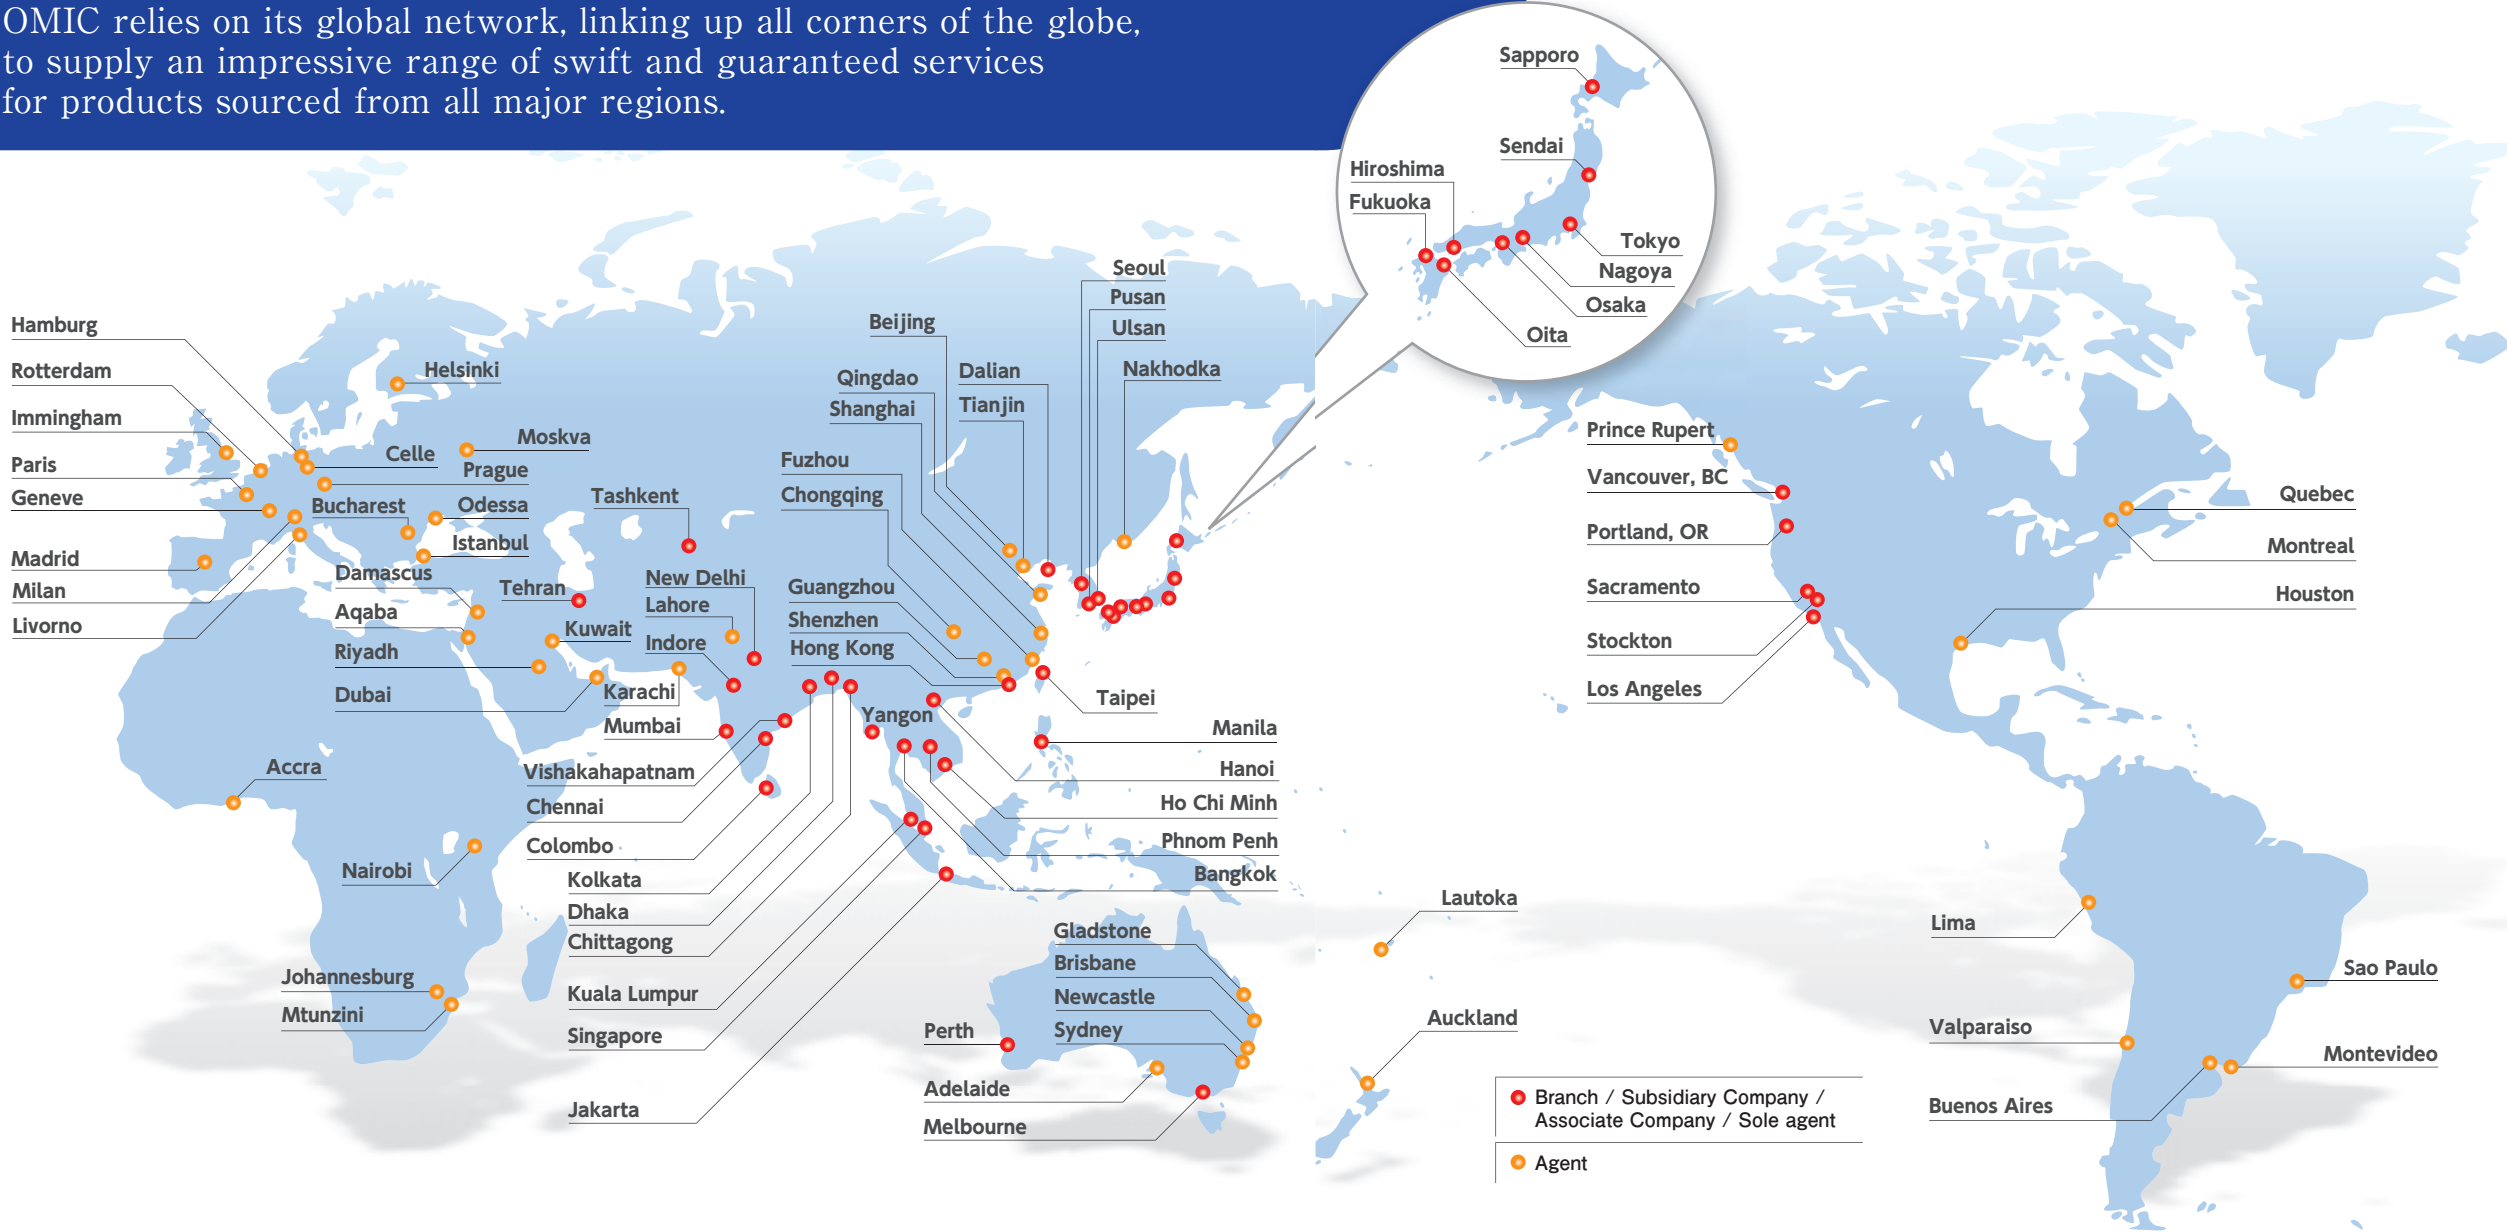 OMIC relies on its global network, linking up all corners of the globe,
to supply an impressive range of swift and guaranteed services
for products sourced from all major regions.
Sapporo
Sendai
Hiroshima
Fukuoka
Tokyo
Nagoya
Osaka
Oita
Hamburg
Rotterdam
Immingham
Paris
Geneve
Madrid
Milan
Livorno
Helsinki
Moskva
Celle
Prague
Bucharest
Odessa
Istanbul
Damascus
Aqaba
Riyadh
Dubai
Tehran
Kuwait
Tashkent
New Delhi
Lahore
Indore
Karachi
Mumbai
Vishakahapatnam
Chennai
Colombo
Kolkata
Dhaka
Chittagong
Kuala Lumpur
Singapore
Jakarta
Accra
Nairobi
Johannesburg
Mtunzini
Seoul
Pusan
Ulsan
Beijing
Qingdao
Shanghai
Dalian
Tianjin
Nakhodka
Fuzhou
Chongqing
Guangzhou
Shenzhen
Hong Kong
Yangon
Taipei
Manila
Hanoi
Ho Chi Minh
Phnom Penh
Bangkok
Gladstone
Brisbane
Newcastle
Sydney
Perth
Adelaide
Melbourne
Lautoka
Auckland
Prince Rupert
Vancouver, BC
Portland, OR
Sacramento
Stockton
Los Angeles
Quebec
Montreal
Houston
Lima
Sao Paulo
Valparaiso
Montevideo
Buenos Aires
Branch / Subsidiary Company /
Associate Company / Sole agent
Agent